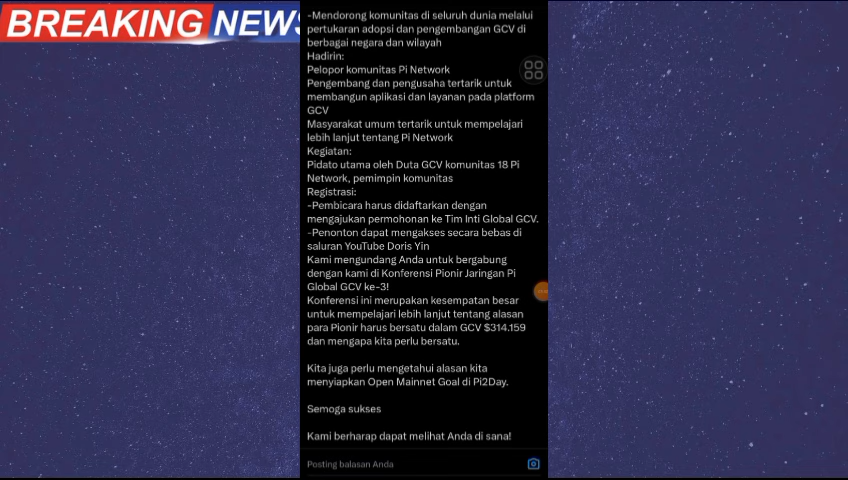 BREAKING NEWS
-Mendorong komunitas di seluruh dunia melalui
pertukaran adopsi dan pengembangan GCV di
berbagai negara dan wilayah
Hadirin:
Pelopor komunitas Pi Network
Pengembang dan pengusaha tertarik untuk
membangun aplikasi dan layanan pada platform
GCV
Masyarakat umum tertarik untuk mempelajari
lebih lanjut tentang Pi Network
Kegiatan:
Pidato utama oleh Duta GCV komunitas 18 Pi
Network, pemimpin komunitas
Registrasi:
-Pembicara harus didaftarkan dengan
mengajukan permohonan ke Tim Inti Global GCV.
-Penonton dapat mengakses secara bebas di
saluran YouTube Doris Yin
Kami mengundang Anda untuk bergabung
dengan kami di Konferensi Pionir Jaringan Pi
Global GCV ke-3!
Konferensi ini merupakan kesempatan besar
untuk mempelajari lebih lanjut tentang alasan
para Pionir harus bersatu dalam GCV $314.159
dan mengapa kita perlu bersatu.
Kita juga perlu mengetahui alasan kita
menyiapkan Open Mainnet Goal di Pi2Day.
Semoga sukses
Kami berharap dapat melihat Anda di sana!
Posting balasan Anda